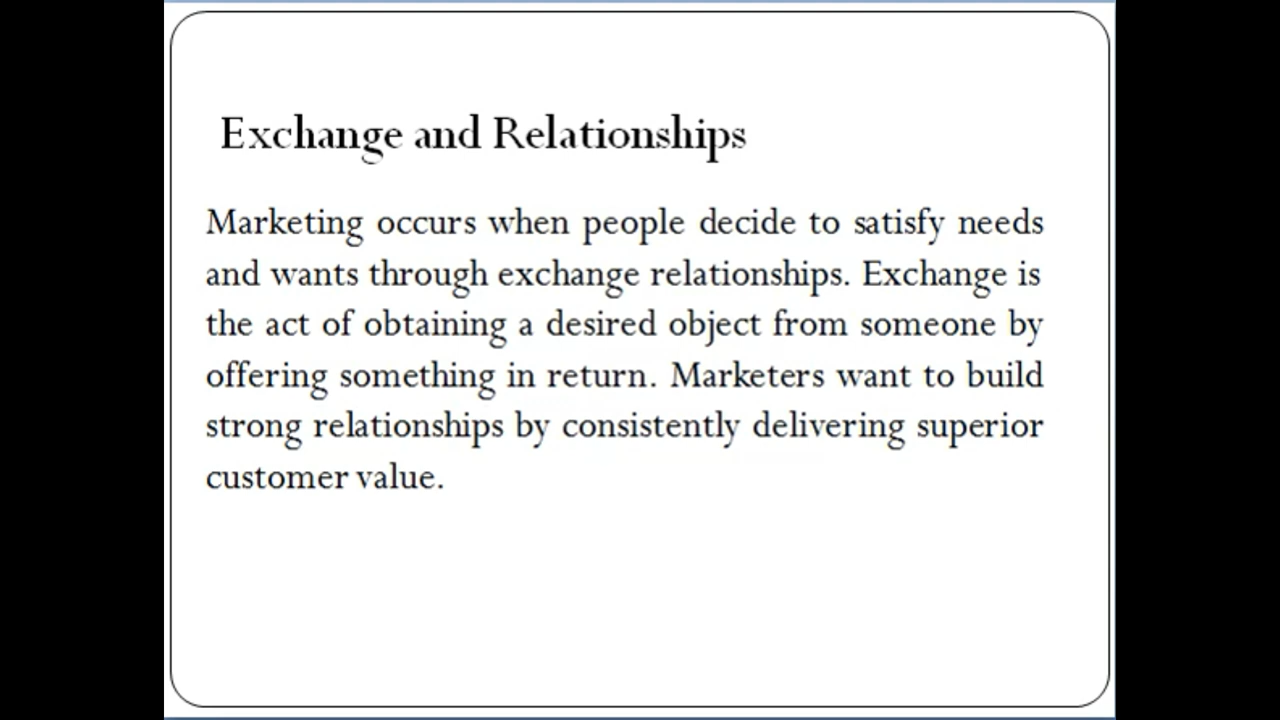 Exchange and Relationships
Marketing occurs when people decide to satisfy needs
and wants through exchange relationships. Exchange is
the act of obtaining a desired object from someone by
offering something in return. Marketers want to build
strong relationships by consistently delivering superior
customer value.